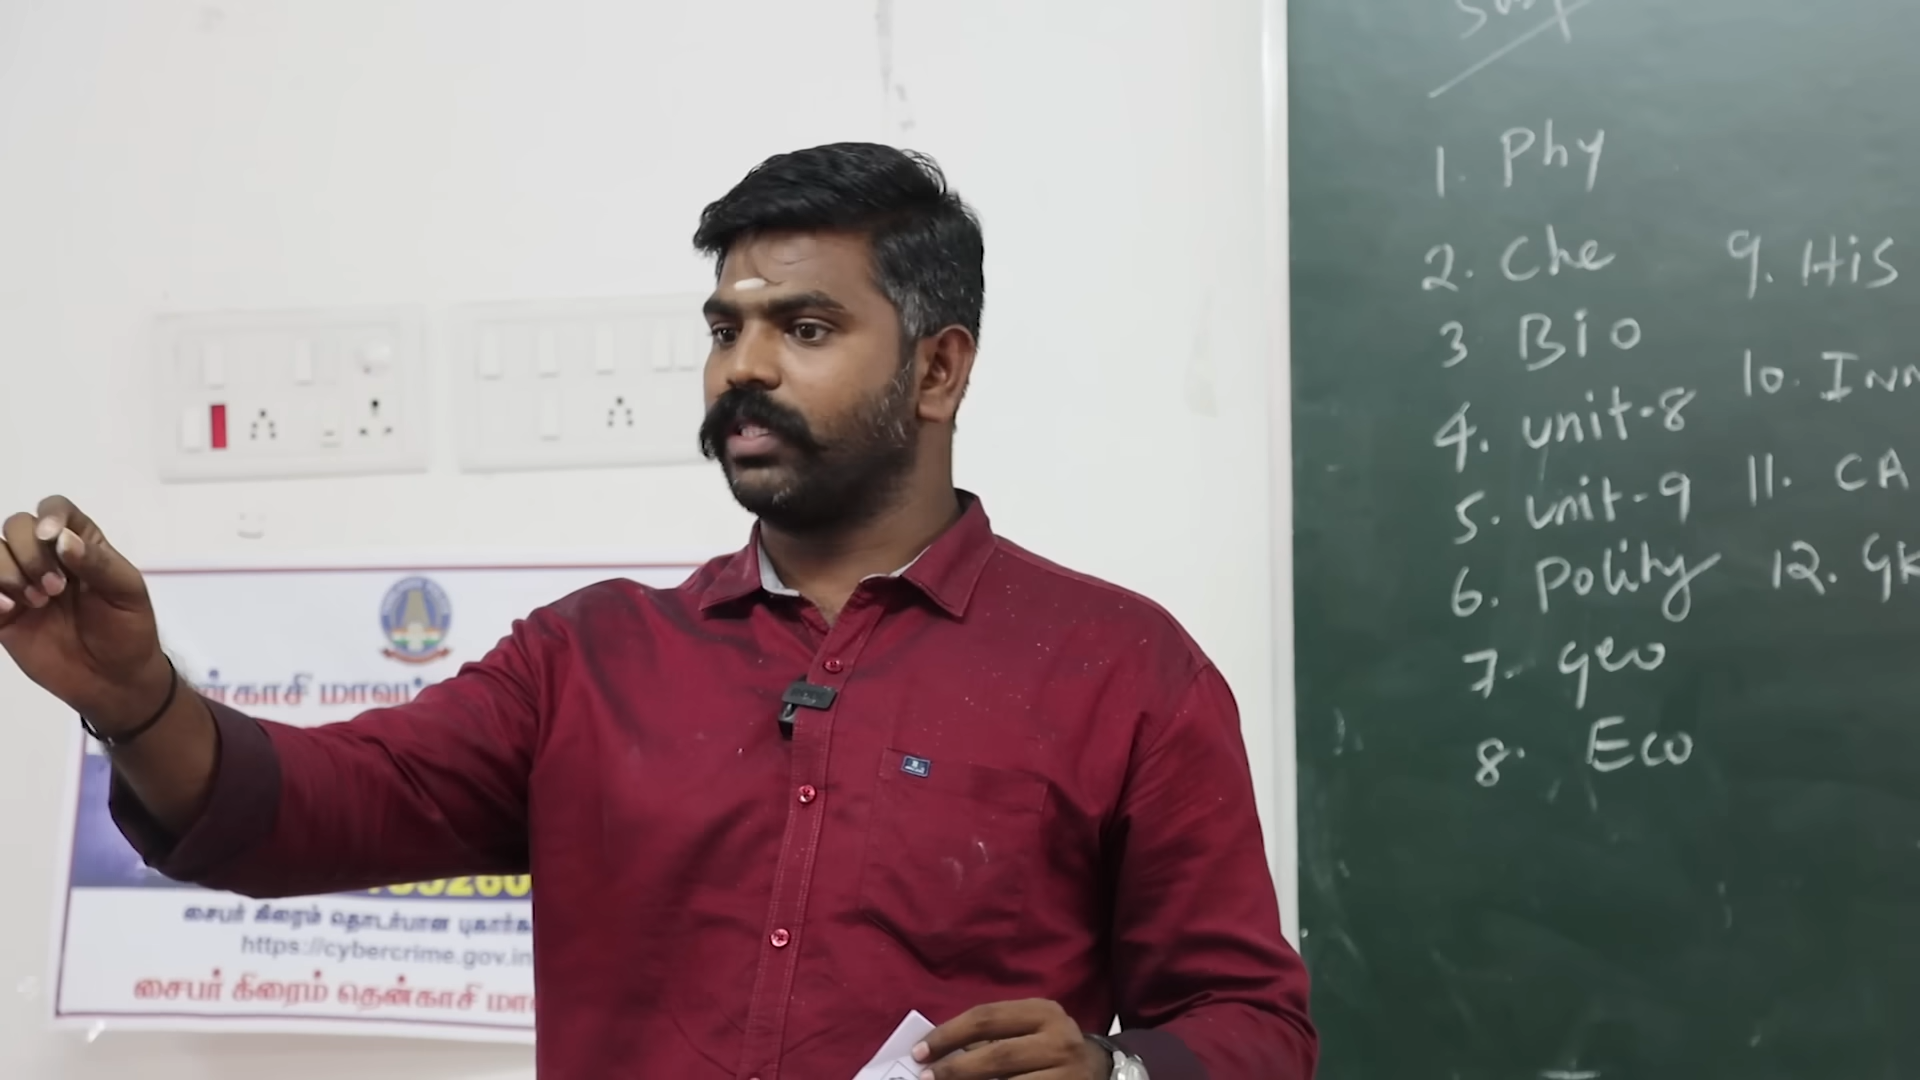 1. Phy
2. Che
3 Bio
4. unit-8
5. unit-9
6. Polity
7. geo
8. Eco
9. His
10. INN
11. CA
12. GK
தென்காசி மாவட்
சைபர் கிரைம் தொடர்பான புகார்க
https://cybercrime.gov.in
சைபர் கிரைம் தென்காசி மா